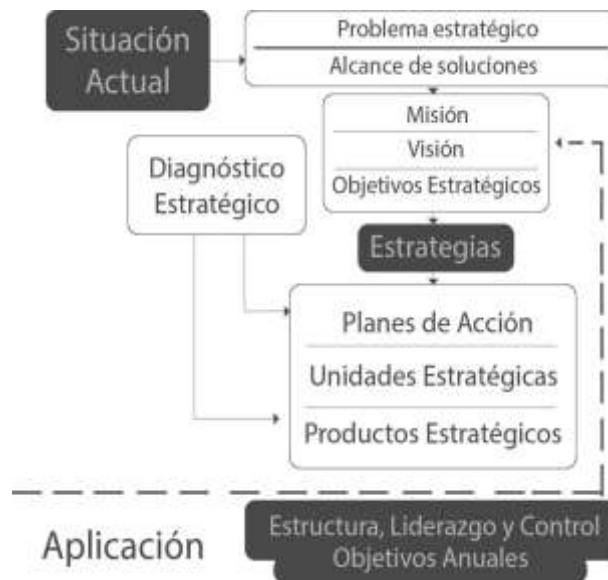 Situación
Actual
Problema estratégico
Alcance de soluciones
Misión
Visión
Objetivos Estratégicos
Diagnóstico
Estratégico
Estrategias
Planes de Acción
Unidades Estratégicas
Productos Estratégicos
Aplicación
Estructura, Liderazgo y Control
Objetivos Anuales